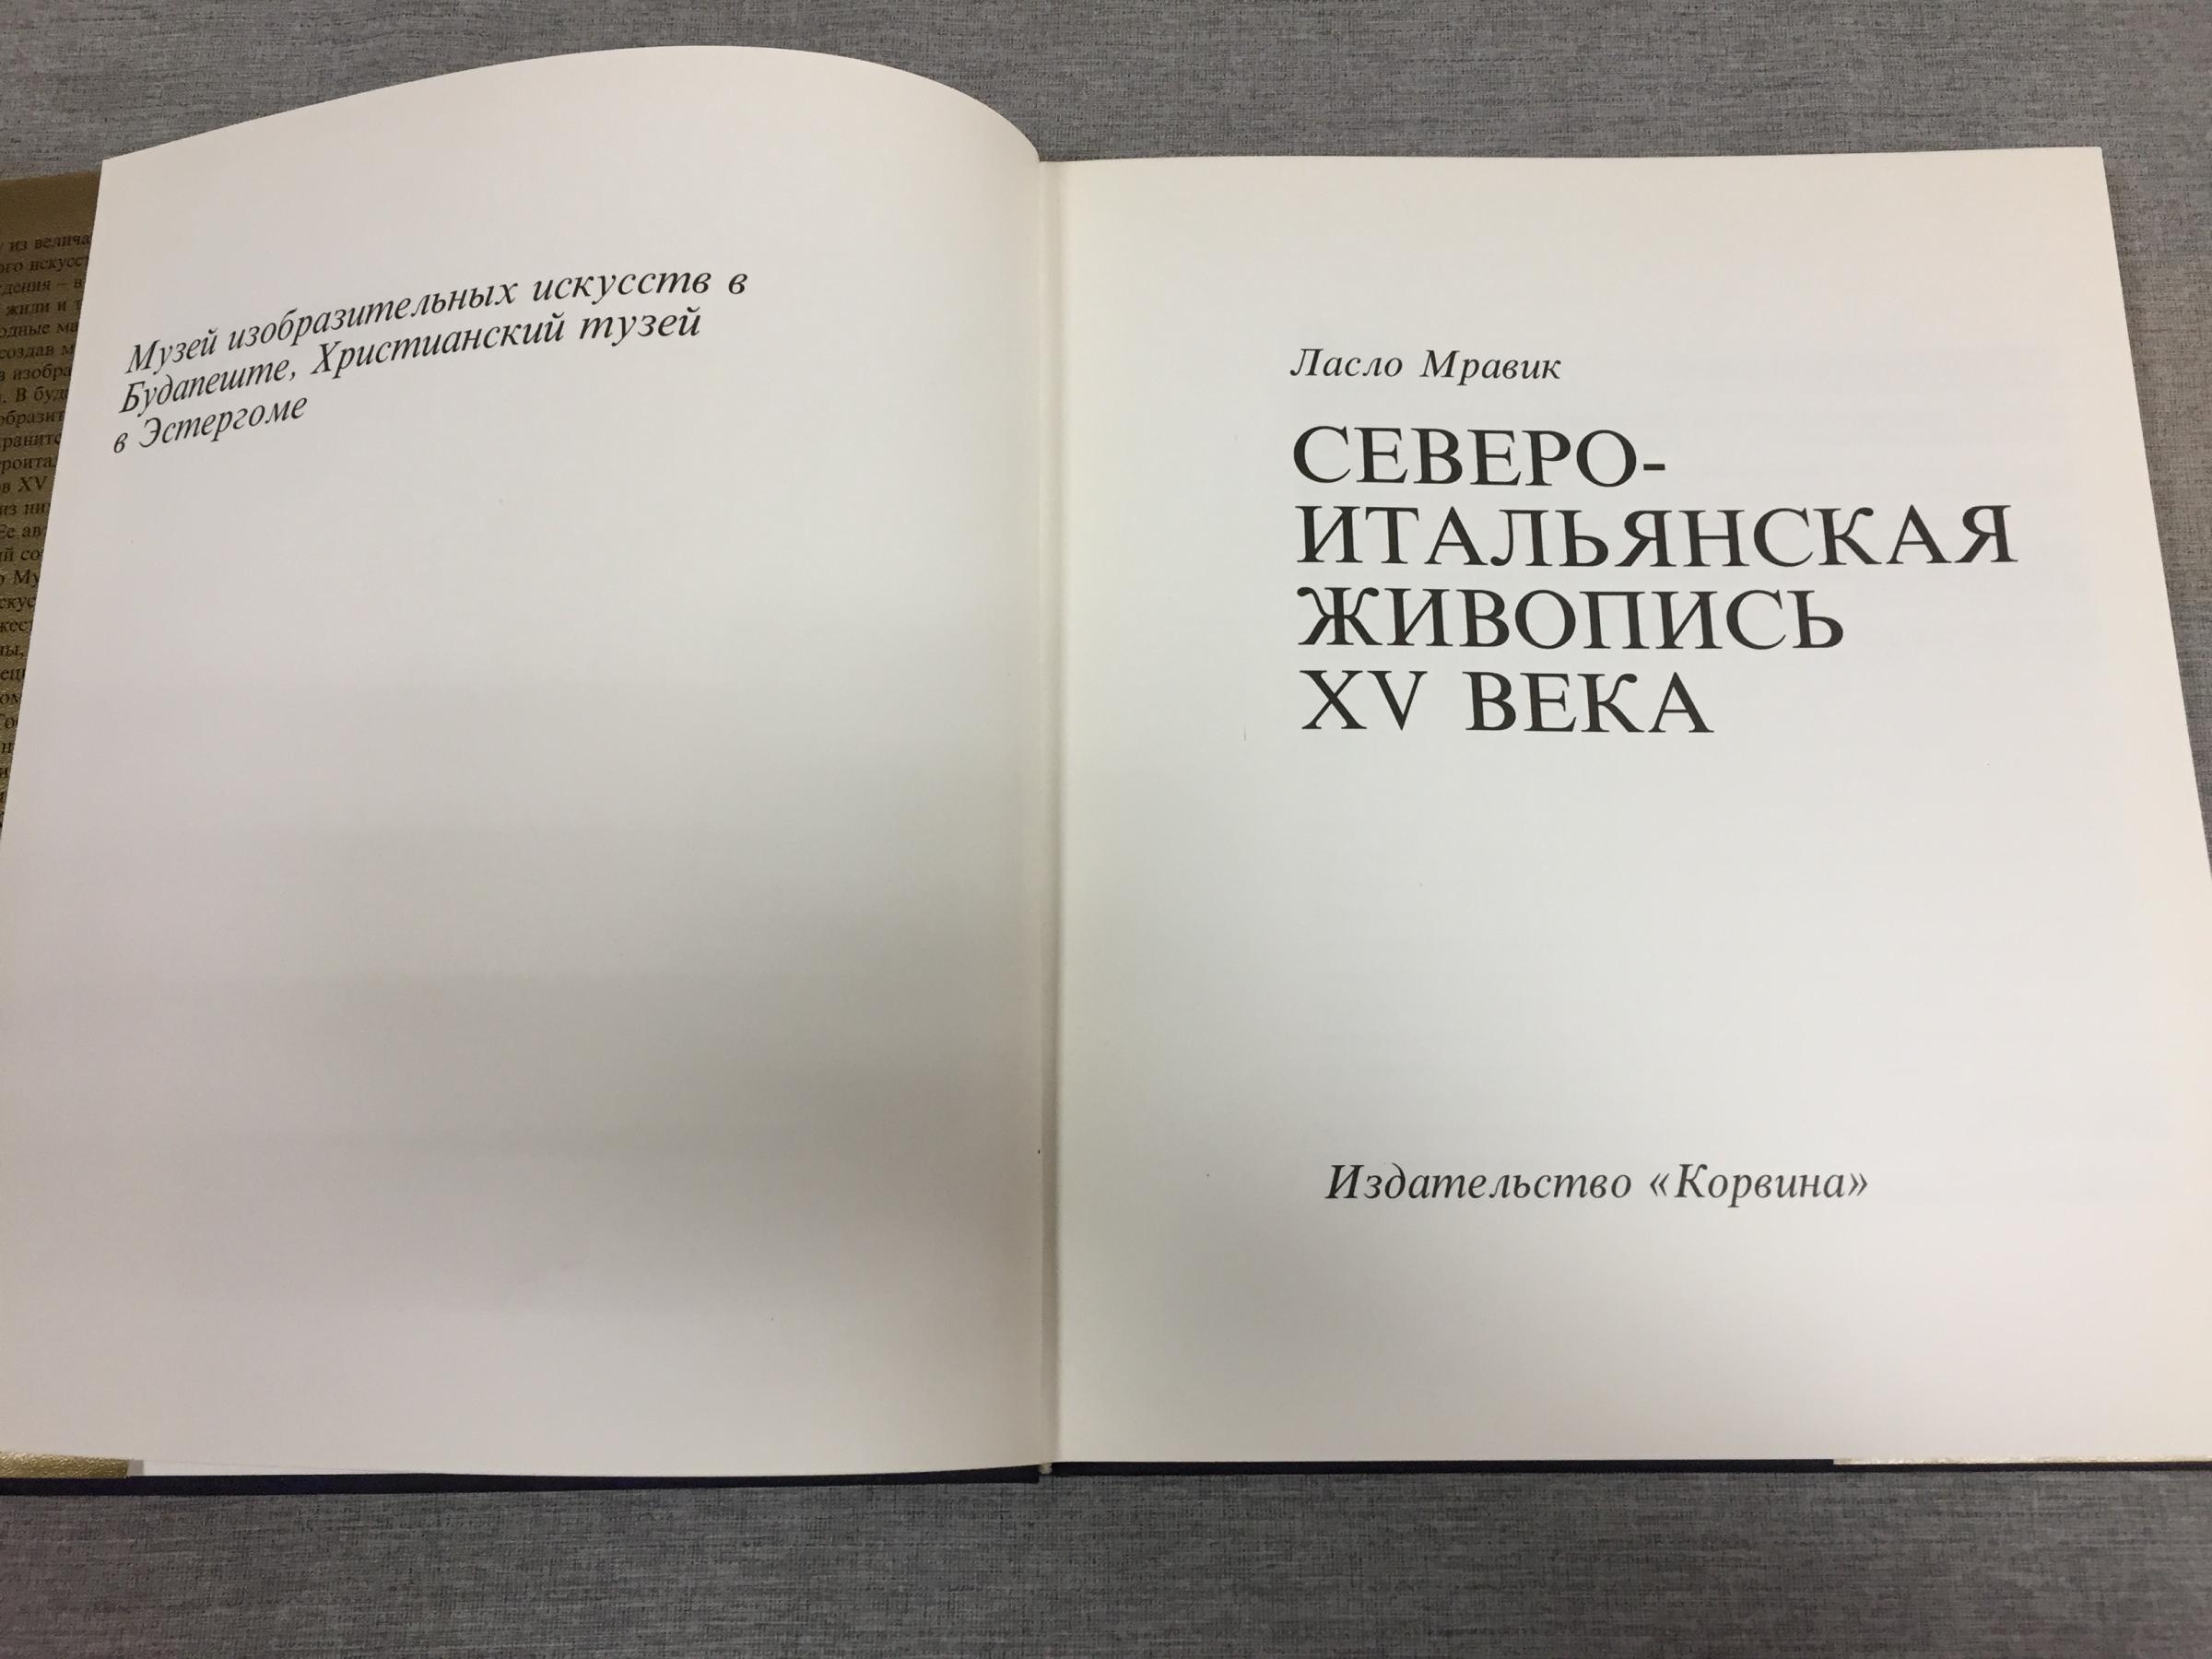 Музей изобразительных искусств в
Будапеште, Христианский тузей
в Эстергоме
Ласло Мравик
СЕВЕРО-
ИТАЛЬЯНСКАЯ
ЖИВОПИСЬ
XV ВЕКА
Издательство «Корвина»